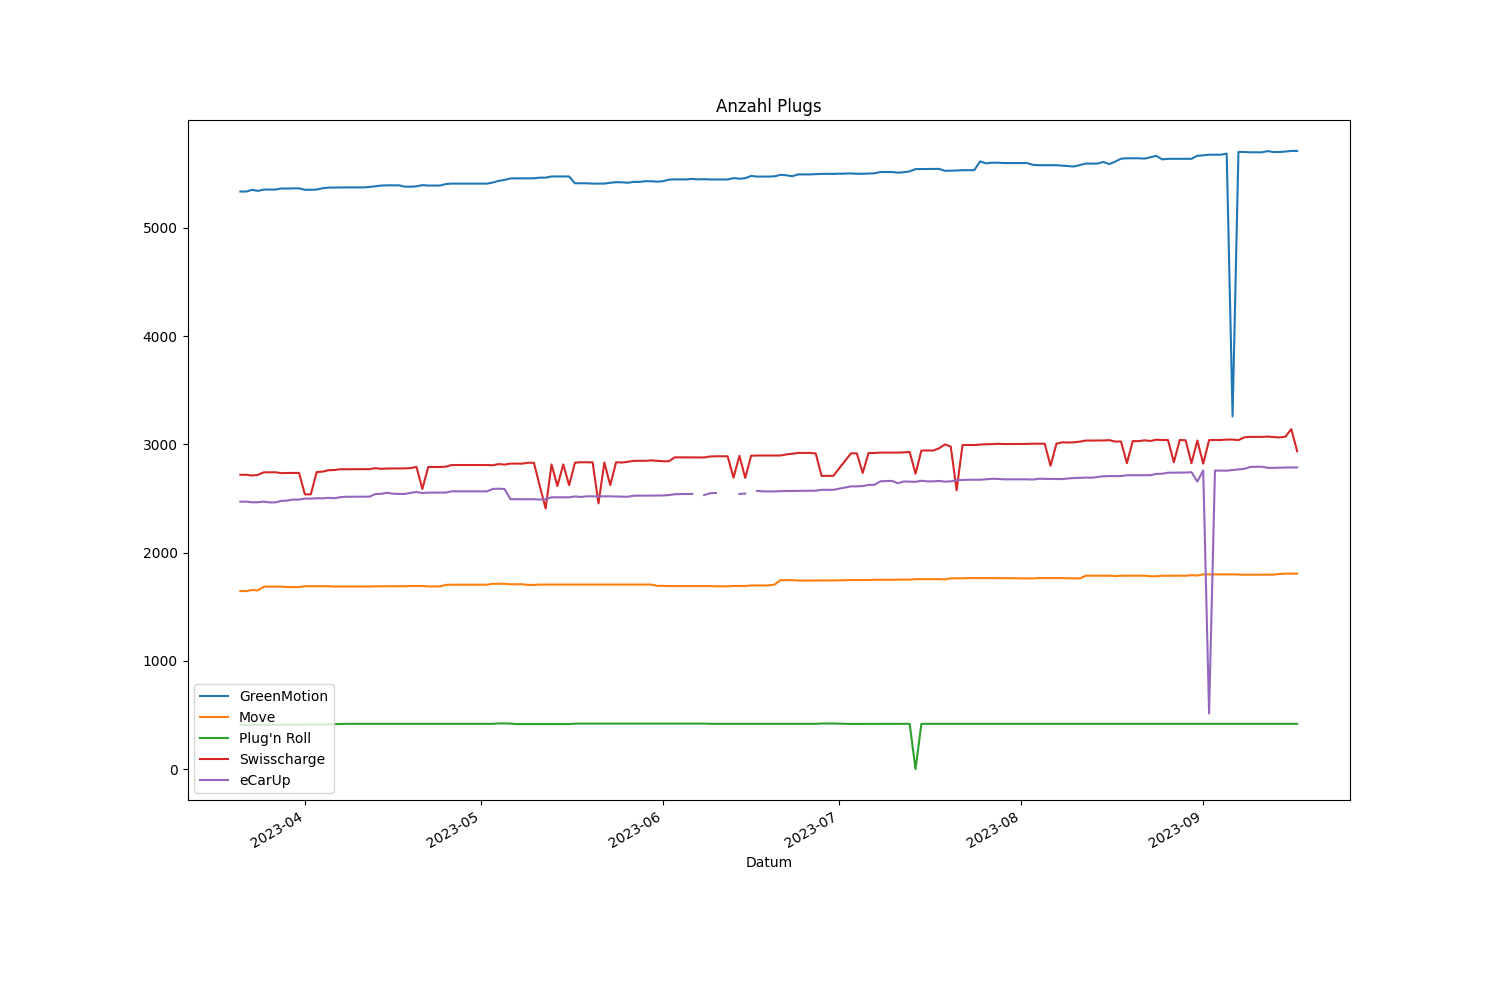 Anzahl Plugs
5000
4000
3000
2000
1000
0
GreenMotion
Move
Plug'n Roll
Swisscharge
eCarUp
2023-04
2023-05
2023-06
2023-07
2023-08
2023-09
Datum